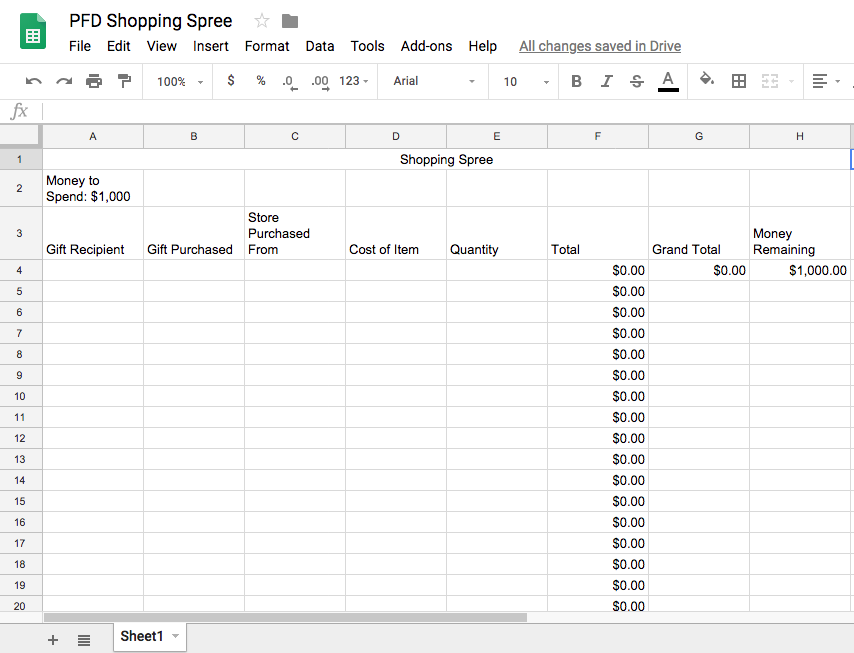 PFD Shopping Spree
File Edit View Insert Format Data Tools Add-ons Help All changes saved in Drive
100% $ % .0 .00 123 Arial 10 B I S A
fx
A B C D E F G H
1 Shopping Spree
Money to
2
Spend: $1,000
Store
Purchased Money
3
Gift Recipient Gift Purchased From Cost of Item Quantity Total Grand Total Remaining
4 $0.00 $0.00 $1,000.00
5 $0.00
6 $0.00
7 $0.00
8 $0.00
9 $0.00
10 $0.00
11 $0.00
12 $0.00
13 $0.00
14 $0.00
15 $0.00
16 $0.00
17 $0.00
18 $0.00
19 $0.00
20 $0.00
+ Sheet1